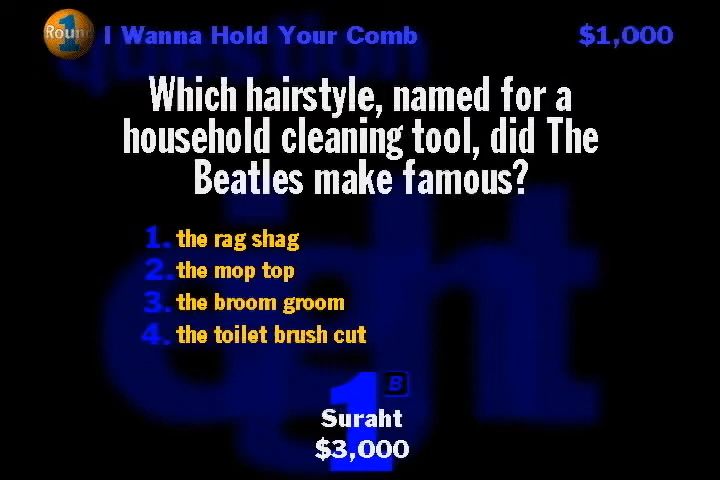 Round 1 I Wanna Hold Your Comb $1,000
Which hairstyle, named for a
household cleaning tool, did The
Beatles make famous?
1. the rag shag
2. the mop top
3. the broom groom
4. the toilet brush cut
1 B
Suraht
$3,000